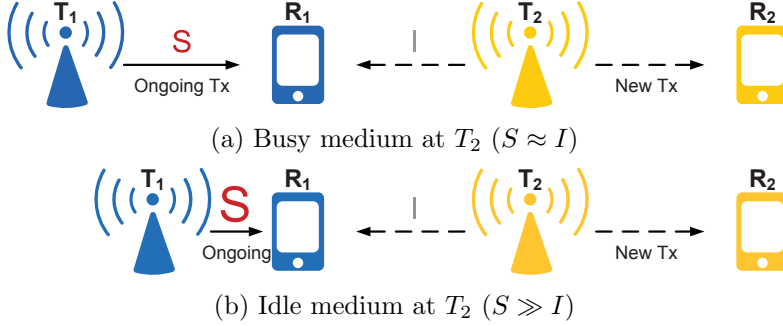 T₁ R₁ T₂ R₂
S I
Ongoing Tx New Tx
(a) Busy medium at T₂ (S ≈ I)
T₁ R₁ T₂ R₂
S I
Ongoing New Tx
(b) Idle medium at T₂ (S ≫ I)